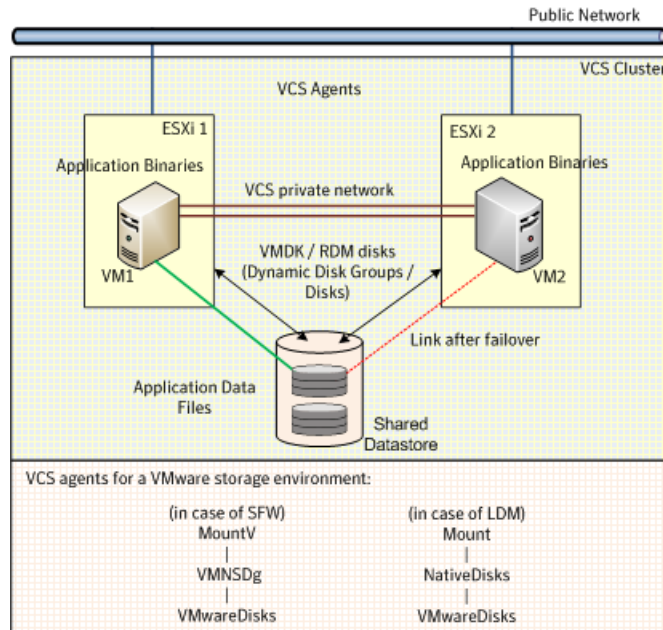 Public Network
VCS Cluster
VCS Agents
ESXi 1
ESXi 2
Application Binaries
Application Binaries
VCS private network
VM1
VMDK / RDM disks
(Dynamic Disk Groups /
Disks)
VM2
Link after failover
Application Data
Files
Shared
Datastore
VCS agents for a VMware storage environment:
(in case of SFW)
MountV
|
VMNSDg
|
VMwareDisks
(in case of LDM)
Mount
|
NativeDisks
|
VMwareDisks